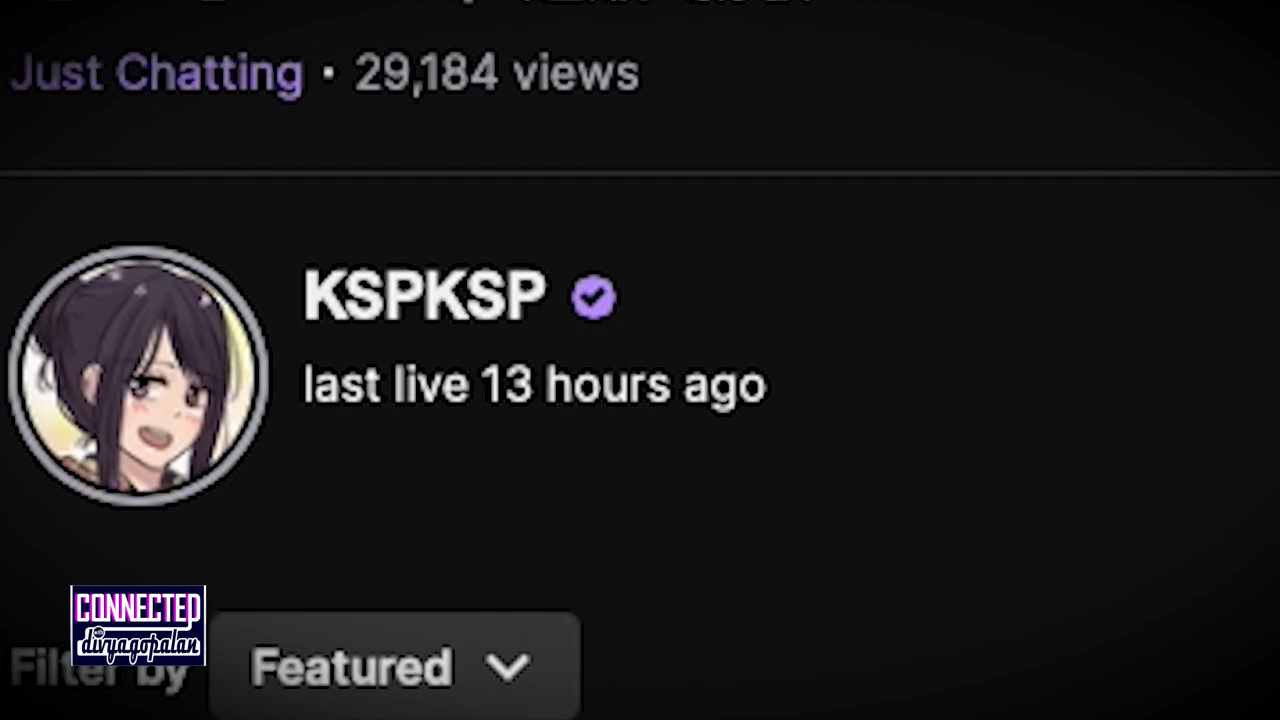 Just Chatting · 29,184 views
KSPKSP
last live 13 hours ago
CONNECTED
divyagopalan
Filter by
Featured